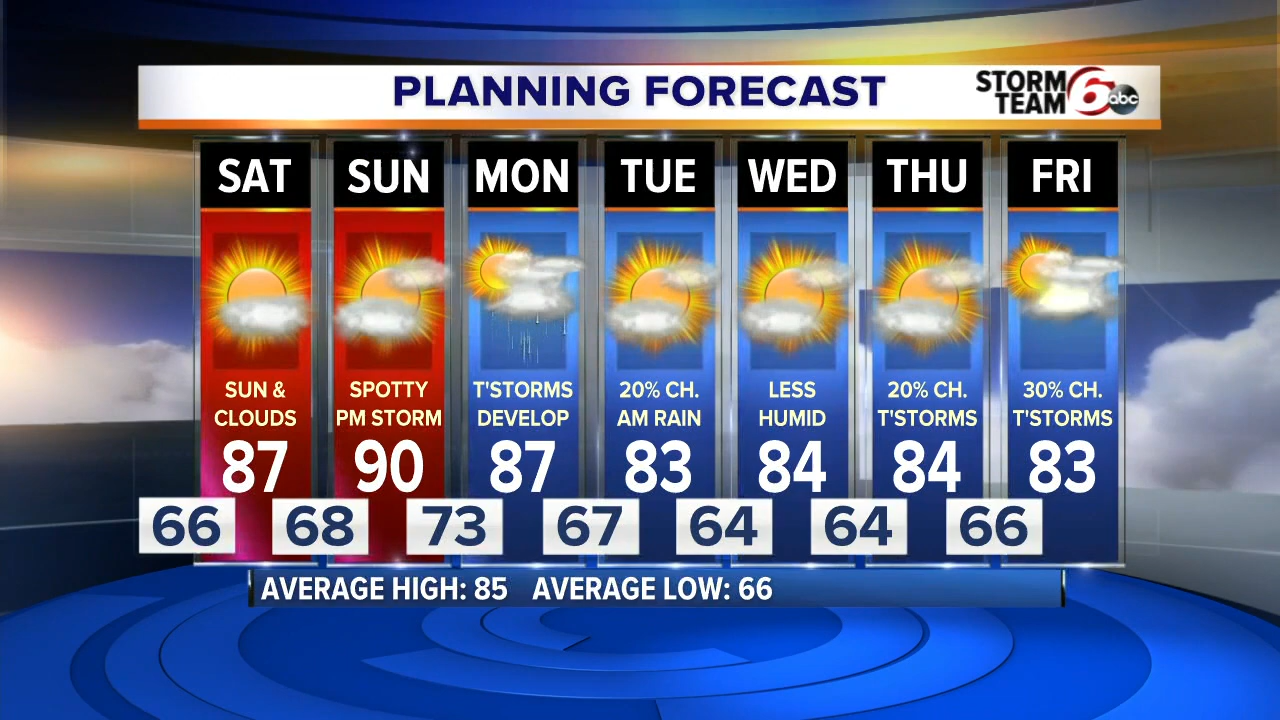 PLANNING FORECAST
STORM
TEAM 6 abc
SAT SUN MON TUE WED THU FRI
SUN & SPOTTY T'STORMS 20% CH. LESS 20% CH. 30% CH.
CLOUDS PM STORM DEVELOP AM RAIN HUMID T'STORMS T'STORMS
87 90 87 83 84 84 83
66 68 73 67 64 64 66
AVERAGE HIGH: 85 AVERAGE LOW: 66